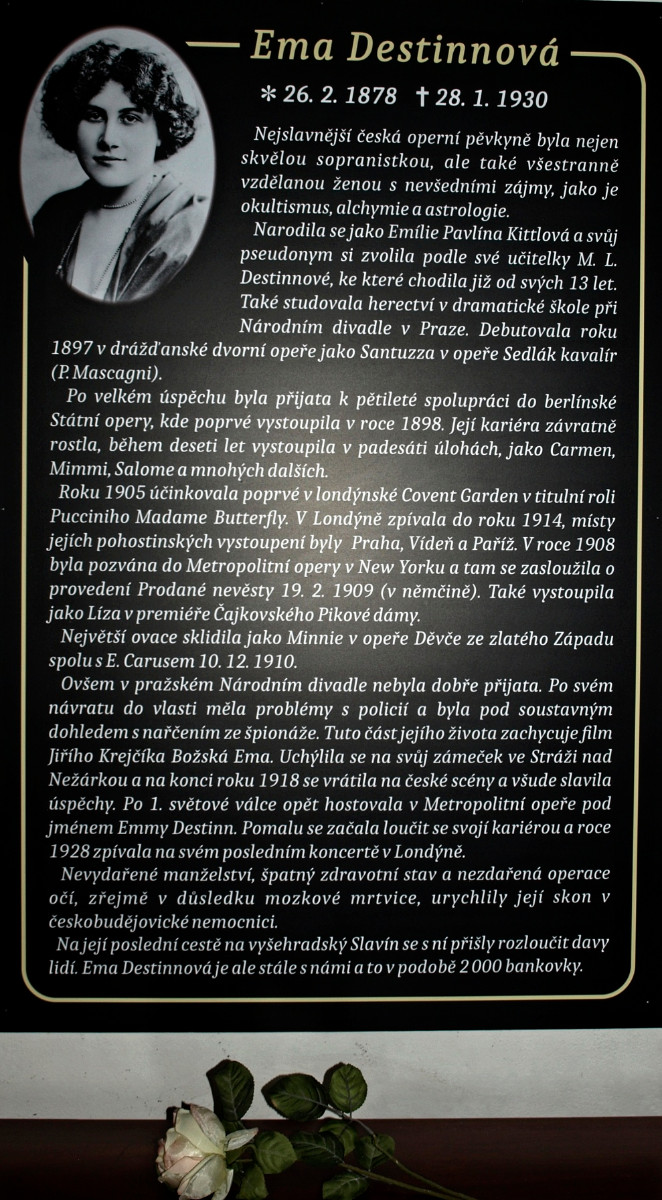 Ema Destinnová
✻ 26. 2. 1878 † 28. 1. 1930
Nejslavnější česká operní pěvkyně byla nejen
skvělou sopranistkou, ale také všestranně
vzdělanou ženou s nevšedními zájmy, jako je
okultismus, alchymie a astrologie.
Narodila se jako Emílie Pavlína Kittlová a svůj
pseudonym si zvolila podle své učitelky M. L.
Destinnové, ke které chodila již od svých 13 let.
Také studovala herectví v dramatické škole při
Národním divadle v Praze. Debutovala roku
1897 v drážďanské dvorní opeře jako Santuzza v opeře Sedlák kavalír
(P. Mascagni).
Po velkém úspěchu byla přijata k pětileté spolupráci do berlínské
Státní opery, kde poprvé vystoupila v roce 1898. Její kariéra závratně
rostla, během deseti let vystoupila v padesáti úlohách, jako Carmen,
Mimmi, Salome a mnohých dalších.
Roku 1905 účinkovala poprvé v londýnské Covent Garden v titulní roli
Pucciniho Madame Butterfly. V Londýně zpívala do roku 1914, místy
jejích pohostinských vystoupení byly Praha, Vídeň a Paříž. V roce 1908
byla pozvána do Metropolitní opery v New Yorku a tam se zasloužila o
provedení Prodané nevěsty 19. 2. 1909 (v němčině). Také vystoupila
jako Líza v premiéře Čajkovského Pikové dámy.
Největší ovace sklidila jako Minnie v opeře Děvče ze zlatého Západu
spolu s E. Carusem 10. 12. 1910.
Ovšem v pražském Národním divadle nebyla dobře přijata. Po svém
návratu do vlasti měla problémy s policií a byla pod soustavným
dohledem s nařčením ze špionáže. Tuto část jejího života zachycuje film
Jiřího Krejčíka Božská Ema. Uchýlila se na svůj zámeček ve Stráži nad
Nežárkou a na konci roku 1918 se vrátila na české scény a všude slavila
úspěchy. Po 1. světové válce opět hostovala v Metropolitní opeře pod
jménem Emmy Destinn. Pomalu se začala loučit se svojí kariérou a roce
1928 zpívala na svém posledním koncertě v Londýně.
Nevydařené manželství, špatný zdravotní stav a nezdařená operace
očí, zřejmě v důsledku mozkové mrtvice, urychlily její skon v
českobudějovické nemocnici.
Na její poslední cestě na vyšehradský Slavín se s ní přišly rozloučit davy
lidí. Ema Destinnová je ale stále s námi a to v podobě 2 000 bankovky.